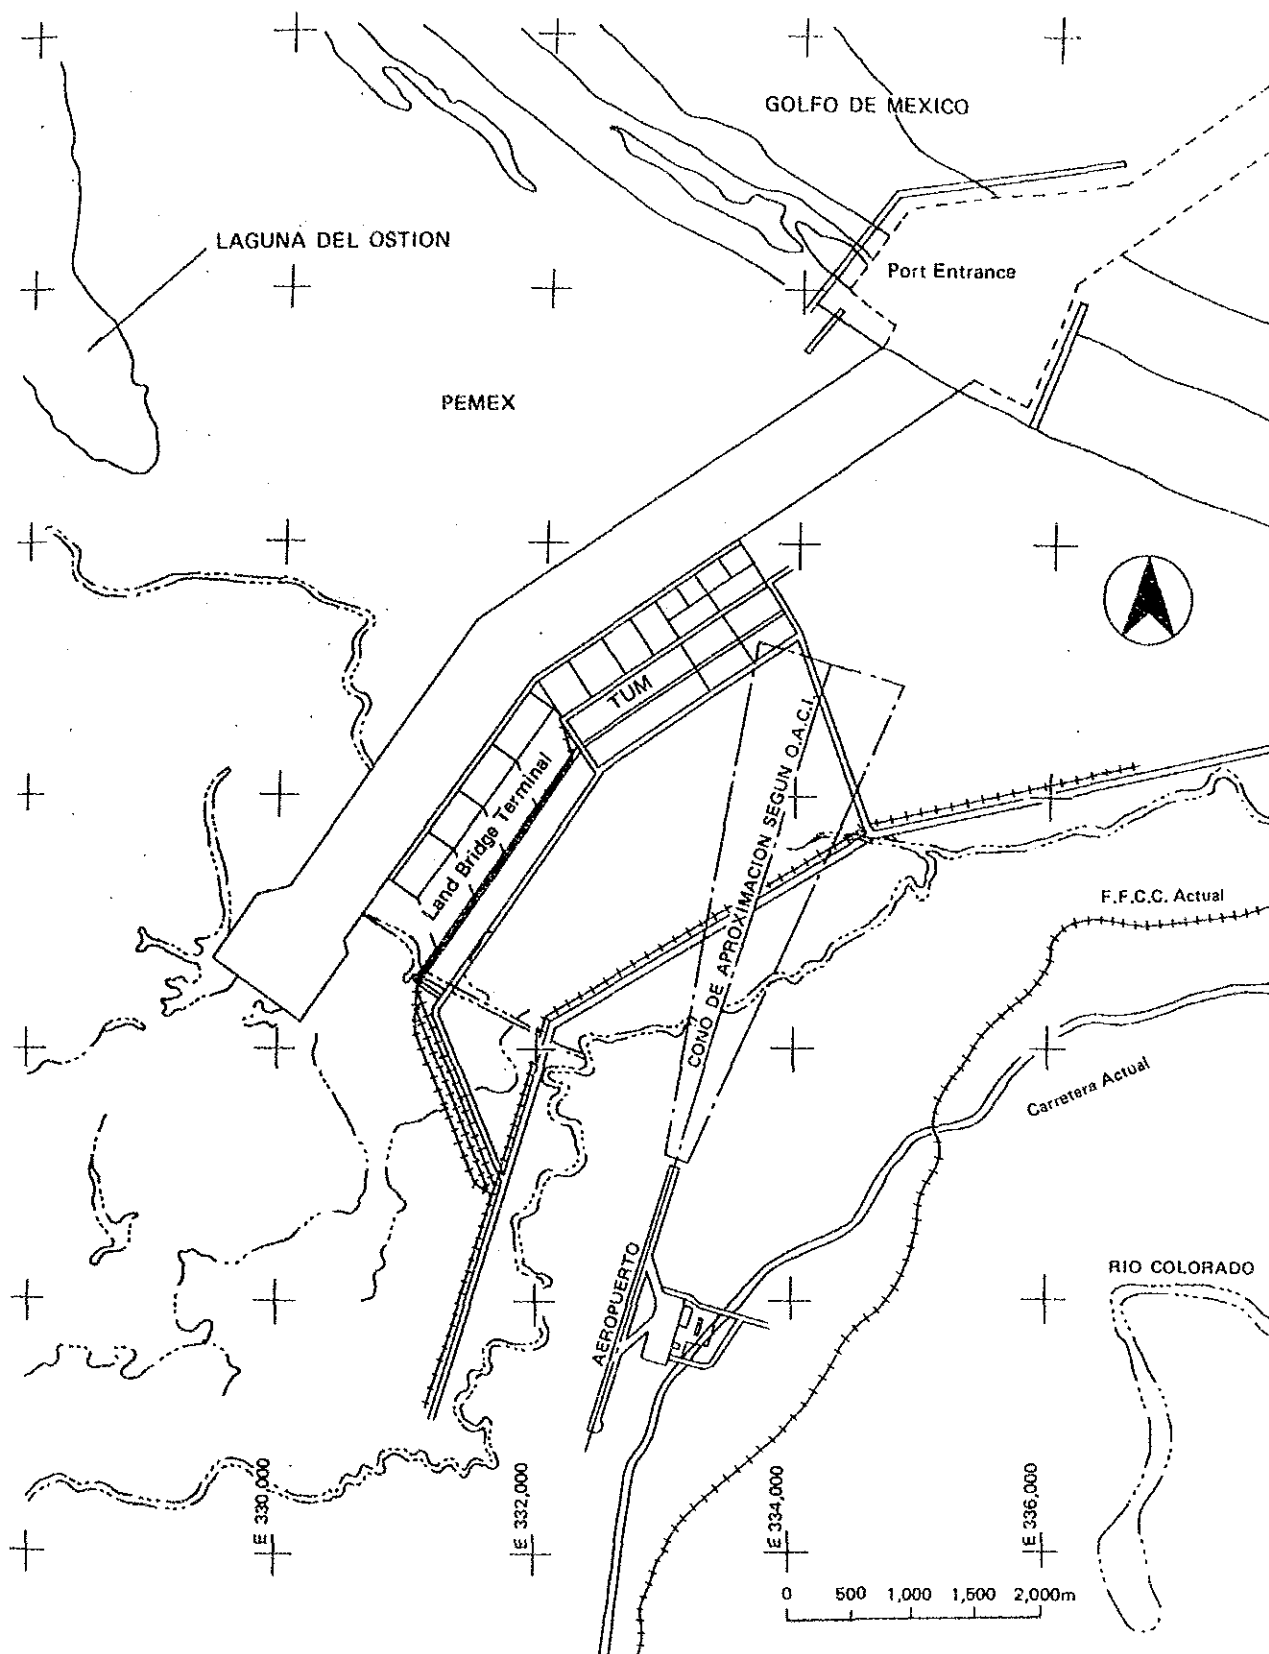 GOLFO DE MEXICO
LAGUNA DEL OSTION
Port Entrance
PEMEX
TUM
Land Bridge Terminal
CONO DE APROXIMACION SEGUN O.A.C.I.
F.F.C.C. Actual
Carretera Actual
AEROPUERTO
RIO COLORADO
E 330,000
E 332,000
E 334,000
E 336,000
0 500 1,000 1,500 2,000m